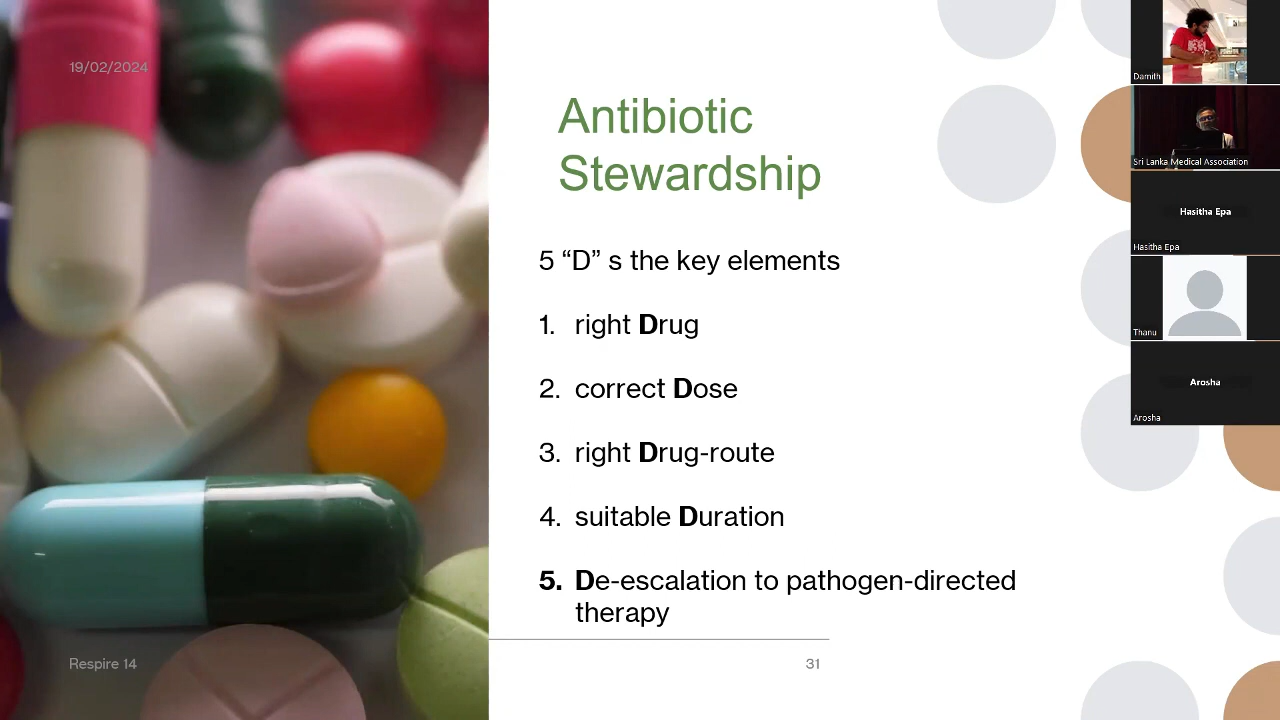 19/02/2024
Antibiotic
Stewardship
5 “D” s the key elements
1. right Drug
2. correct Dose
3. right Drug-route
4. suitable Duration
5. De-escalation to pathogen-directed
therapy
Respire 14
31
Damith
Sri Lanka Medical Association
Hasitha Epa
Hasitha Epa
Thanu
Arosha
Arosha